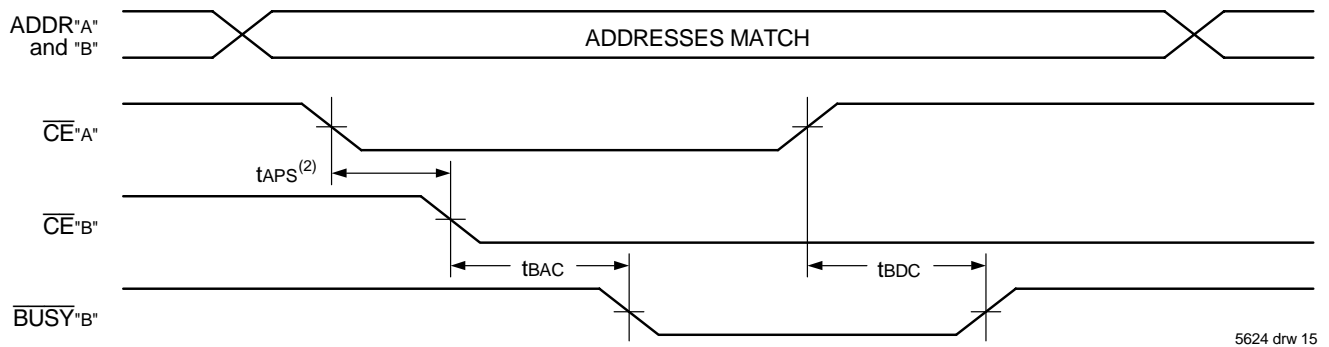 ADDR"A"
and "B"
ADDRESSES MATCH
CE"A"
tAPS(2)
CE"B"
tBAC
tBDC
BUSY"B"
5624 drw 15